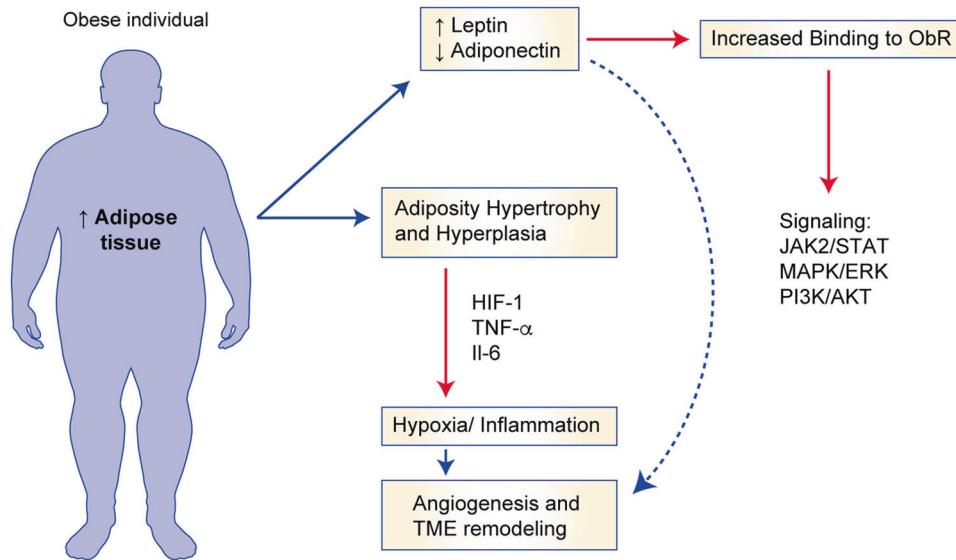 Obese individual
↑ Adipose
tissue
↑ Leptin
↓ Adiponectin
Increased Binding to ObR
Signaling:
JAK2/STAT
MAPK/ERK
PI3K/AKT
Adiposity Hypertrophy
and Hyperplasia
HIF-1
TNF-α
Il-6
Hypoxia/ Inflammation
Angiogenesis and
TME remodeling